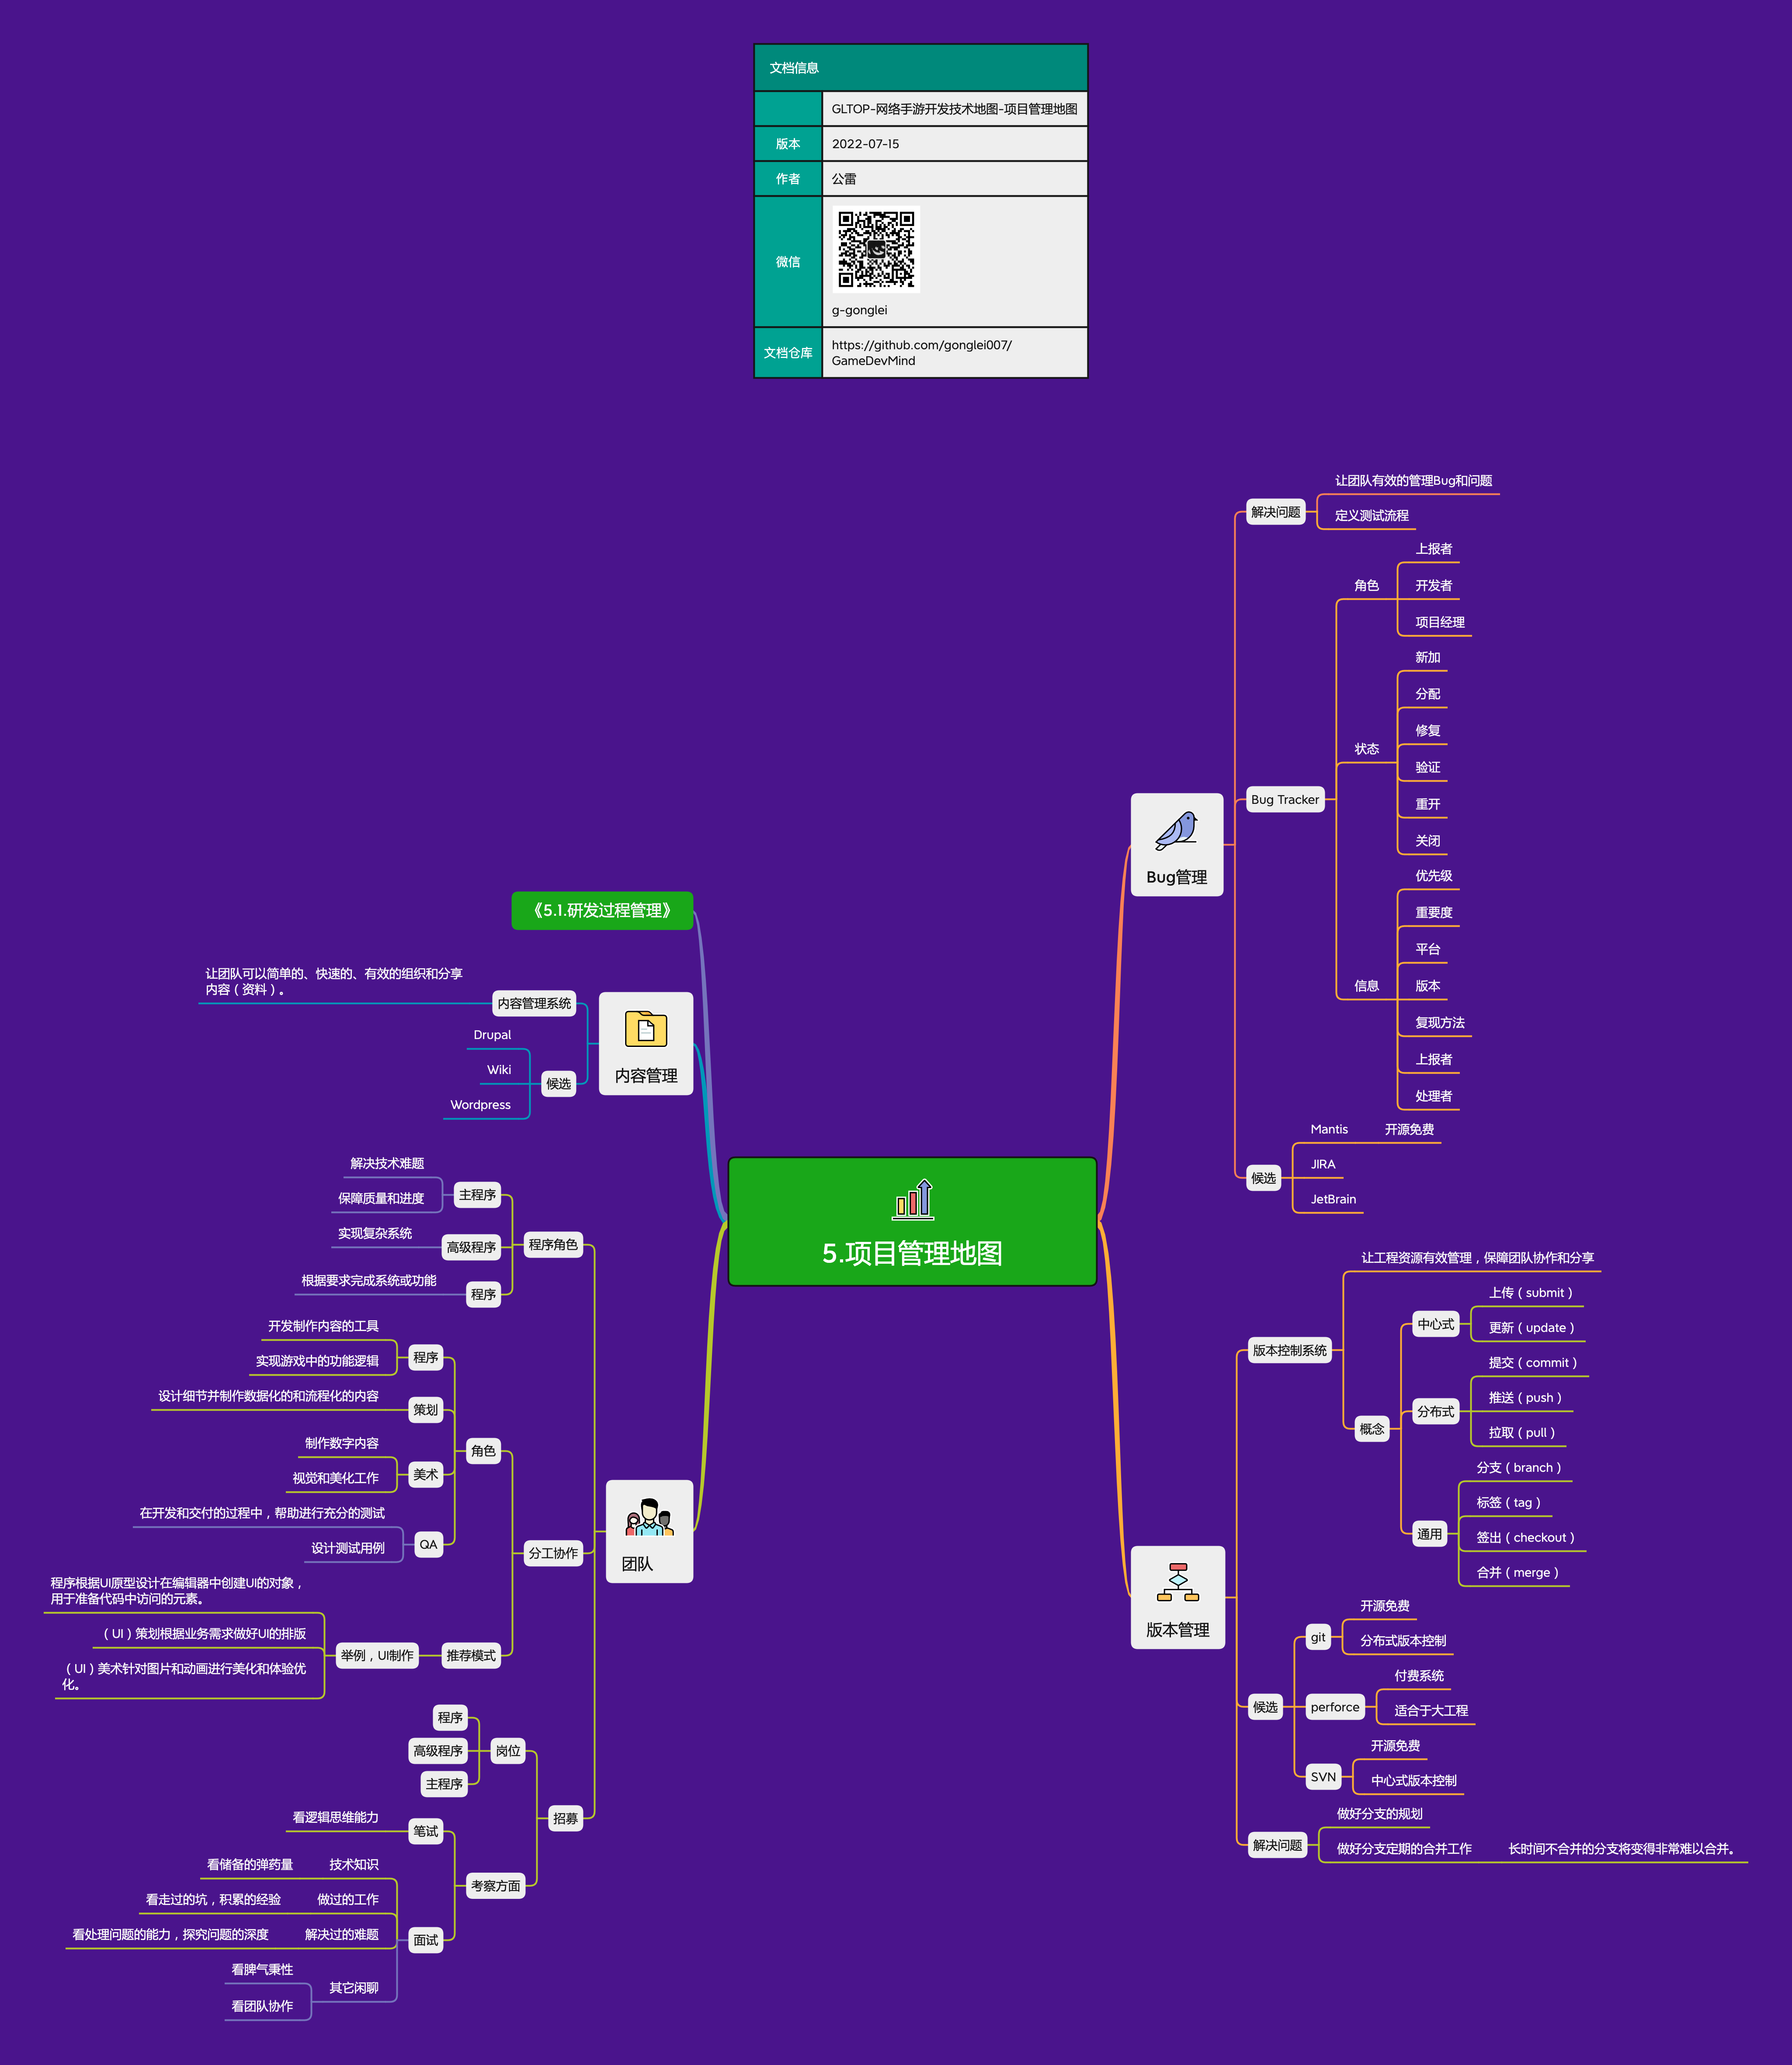 文档信息
GLTOP-网络手游开发技术地图-项目管理地图
版本
2022-07-15
作者
公雷
微信
g-gonglei
文档仓库
https://github.com/gonglei007/
GameDevMind
5.项目管理地图
Bug管理
解决问题
让团队有效的管理Bug和问题
定义测试流程
Bug Tracker
角色
上报者
开发者
项目经理
状态
新加
分配
修复
验证
重开
关闭
信息
优先级
重要度
平台
版本
复现方法
上报者
处理者
候选
Mantis
开源免费
JIRA
JetBrain
版本管理
版本控制系统
让工程资源有效管理，保障团队协作和分享
概念
中心式
上传（submit）
更新（update）
分布式
提交（commit）
推送（push）
拉取（pull）
通用
分支（branch）
标签（tag）
签出（checkout）
合并（merge）
候选
git
开源免费
分布式版本控制
perforce
付费系统
适合于大工程
SVN
开源免费
中心式版本控制
解决问题
做好分支的规划
做好分支定期的合并工作
长时间不合并的分支将变得非常难以合并。
《5.1.研发过程管理》
内容管理
内容管理系统
让团队可以简单的、快速的、有效的组织和分享
内容（资料）。
候选
Drupal
Wiki
Wordpress
团队
程序角色
主程序
解决技术难题
保障质量和进度
高级程序
实现复杂系统
程序
根据要求完成系统或功能
分工协作
角色
程序
开发制作内容的工具
实现游戏中的功能逻辑
策划
设计细节并制作数据化的和流程化的内容
美术
制作数字内容
视觉和美化工作
QA
在开发和交付的过程中，帮助进行充分的测试
设计测试用例
推荐模式
举例，UI制作
程序根据UI原型设计在编辑器中创建UI的对象，
用于准备代码中访问的元素。
（UI）策划根据业务需求做好UI的排版
（UI）美术针对图片和动画进行美化和体验优
化。
招募
岗位
程序
高级程序
主程序
考察方面
笔试
看逻辑思维能力
面试
技术知识
看储备的弹药量
做过的工作
看走过的坑，积累的经验
解决过的难题
看处理问题的能力，探究问题的深度
其它闲聊
看脾气秉性
看团队协作